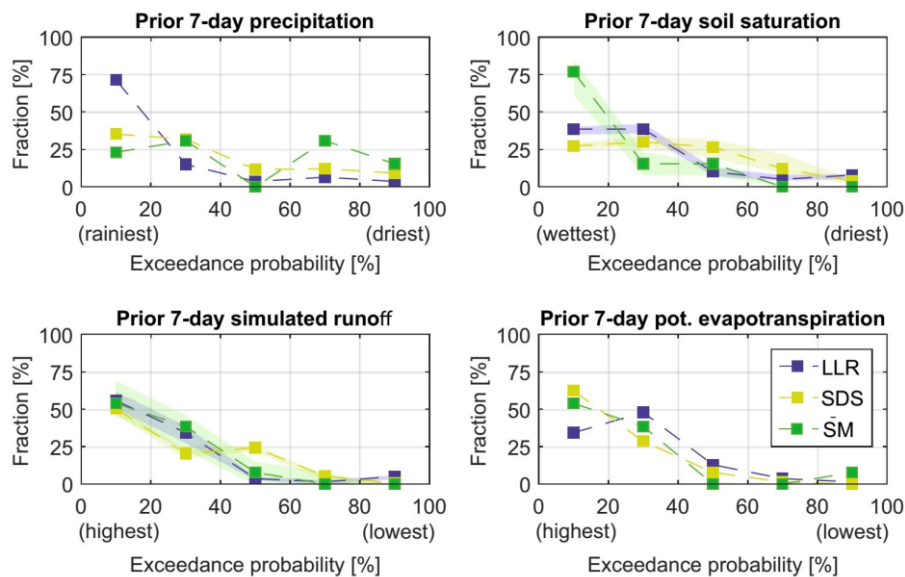 Prior 7-day precipitation
100
75
50
25
0
Fraction [%]
0 20 40 60 80 100
(rainiest) (driest)
Exceedance probability [%]
Prior 7-day soil saturation
100
75
50
25
0
Fraction [%]
0 20 40 60 80 100
(wettest) (driest)
Exceedance probability [%]
Prior 7-day simulated runoff
100
75
50
25
0
Fraction [%]
0 20 40 60 80 100
(highest) (lowest)
Exceedance probability [%]
Prior 7-day pot. evapotranspiration
100
75
50
25
0
Fraction [%]
LLR
SDS
SM
0 20 40 60 80 100
(highest) (lowest)
Exceedance probability [%]